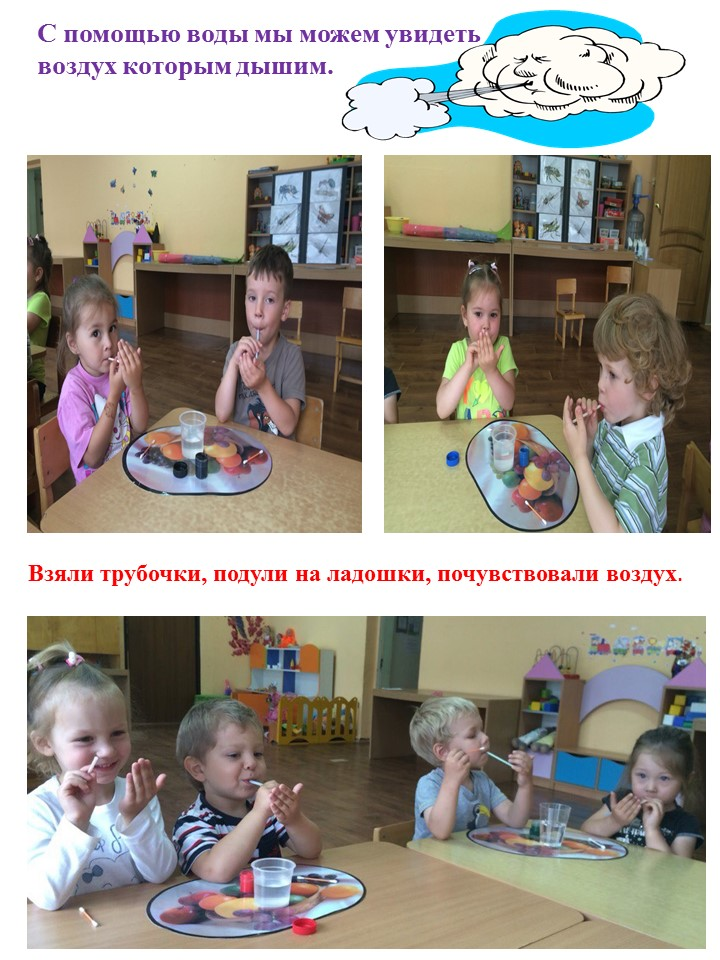 С помощью воды мы можем увидеть
воздух которым дышим.
Взяли трубочки, подули на ладошки, почувствовали воздух.